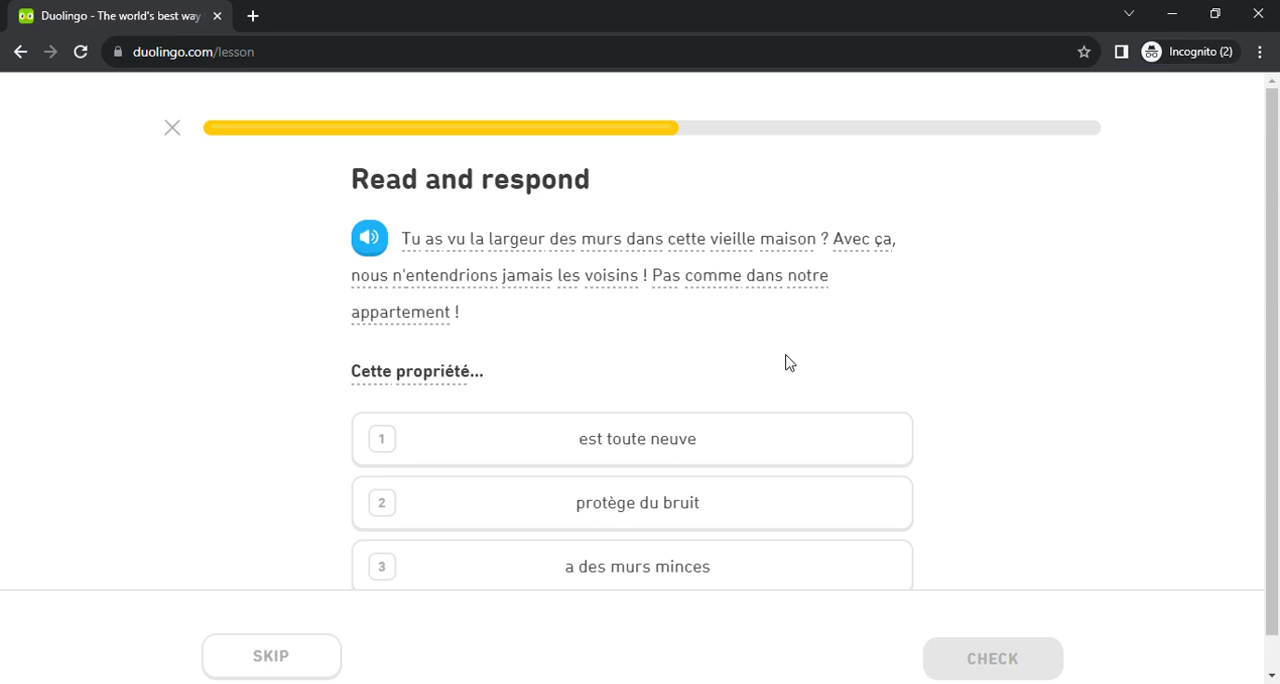 Duolingo - The world's best way
duolingo.com/lesson
Incognito (2)
Read and respond
Tu as vu la largeur des murs dans cette vieille maison ? Avec ça,
nous n'entendrions jamais les voisins ! Pas comme dans notre
appartement !
Cette propriété...
1 est toute neuve
2 protège du bruit
3 a des murs minces
SKIP
CHECK